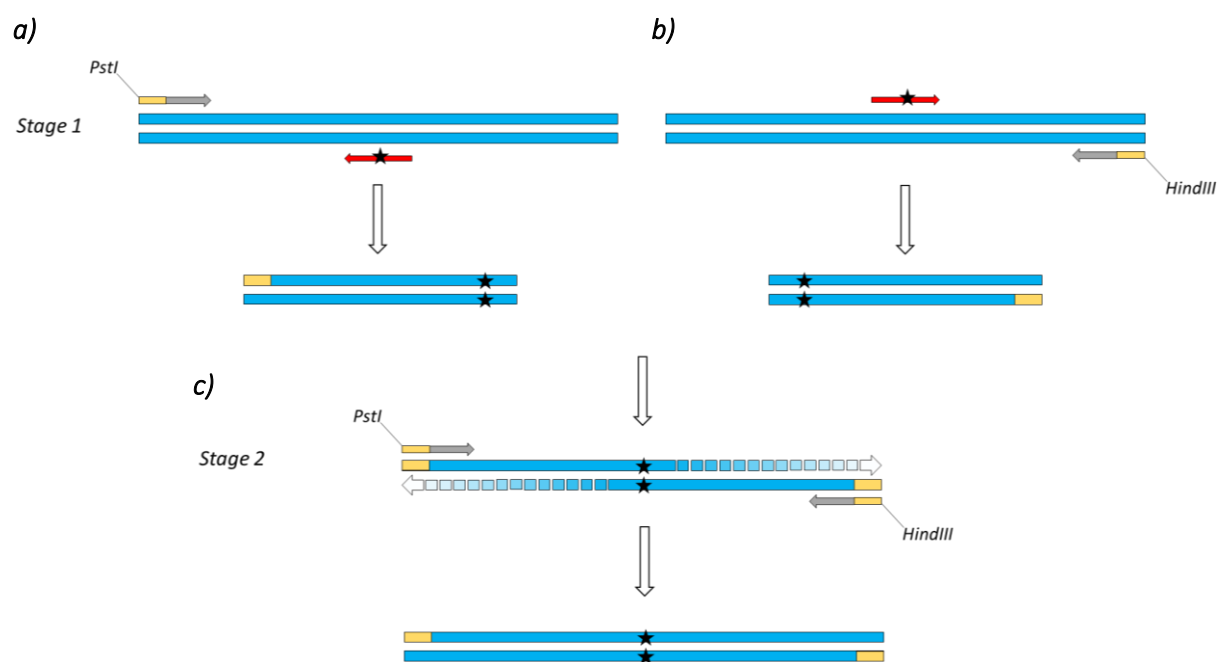 a)
b)
PstI
Stage 1
HindIII
c)
PstI
Stage 2
HindIII